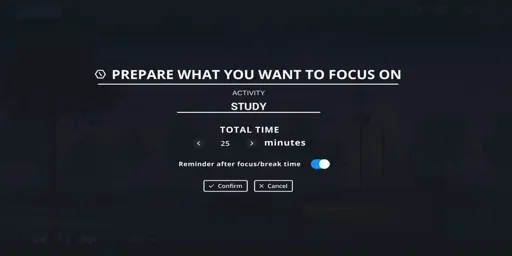 PREPARE WHAT YOU WANT TO FOCUS ON
ACTIVITY
STUDY
TOTAL TIME
25 minutes
Reminder after focus/break time
Confirm Cancel